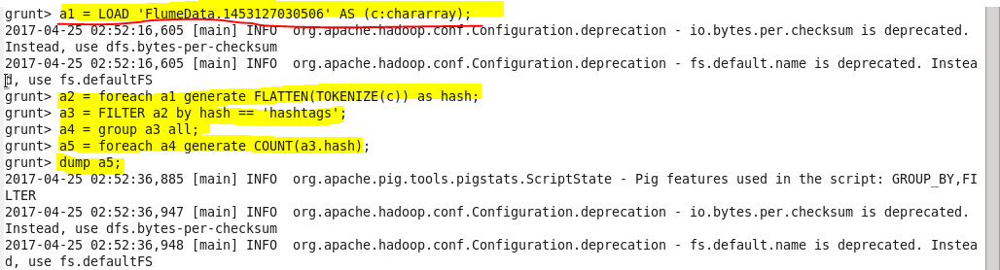 grunt> a1 = LOAD 'FlumeData.1453127030506' AS (c:chararray);
2017-04-25 02:52:16,605 [main] INFO  org.apache.hadoop.conf.Configuration.deprecation - io.bytes.per.checksum is deprecated.
Instead, use dfs.bytes-per-checksum
2017-04-25 02:52:16,605 [main] INFO  org.apache.hadoop.conf.Configuration.deprecation - fs.default.name is deprecated. Instea
d, use fs.defaultFS
grunt> a2 = foreach a1 generate FLATTEN(TOKENIZE(c)) as hash;
grunt> a3 = FILTER a2 by hash == 'hashtags';
grunt> a4 = group a3 all;
grunt> a5 = foreach a4 generate COUNT(a3.hash);
grunt> dump a5;
2017-04-25 02:52:36,885 [main] INFO  org.apache.pig.tools.pigstats.ScriptState - Pig features used in the script: GROUP_BY,FI
LTER
2017-04-25 02:52:36,947 [main] INFO  org.apache.hadoop.conf.Configuration.deprecation - io.bytes.per.checksum is deprecated.
Instead, use dfs.bytes-per-checksum
2017-04-25 02:52:36,948 [main] INFO  org.apache.hadoop.conf.Configuration.deprecation - fs.default.name is deprecated. Instea
d, use fs.defaultFS